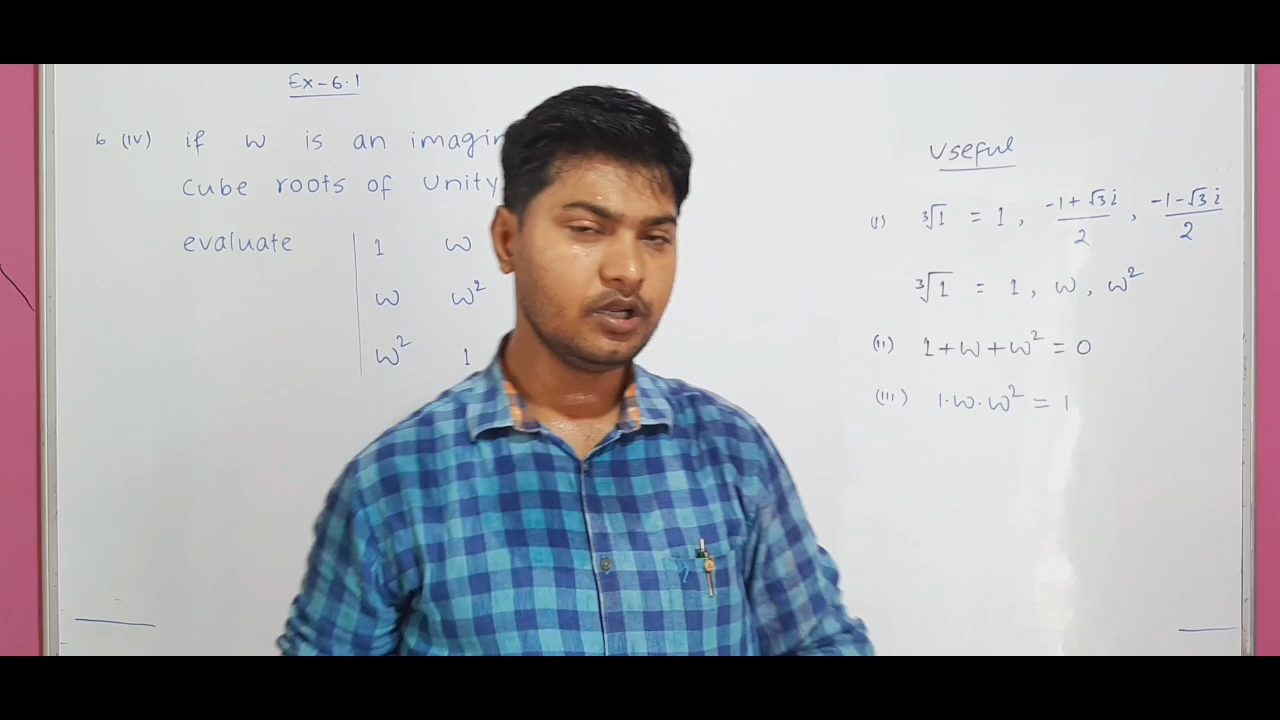 Ex-6.1
6 (iv) if w is an imagin
cube roots of unity
evaluate
1 w
w w²
w² 1
Useful
(i) ∛1 = 1, (-1+√3i)/2, (-1-√3i)/2
∛1 = 1, w, w²
(ii) 1+w+w² = 0
(iii) 1·w·w² = 1